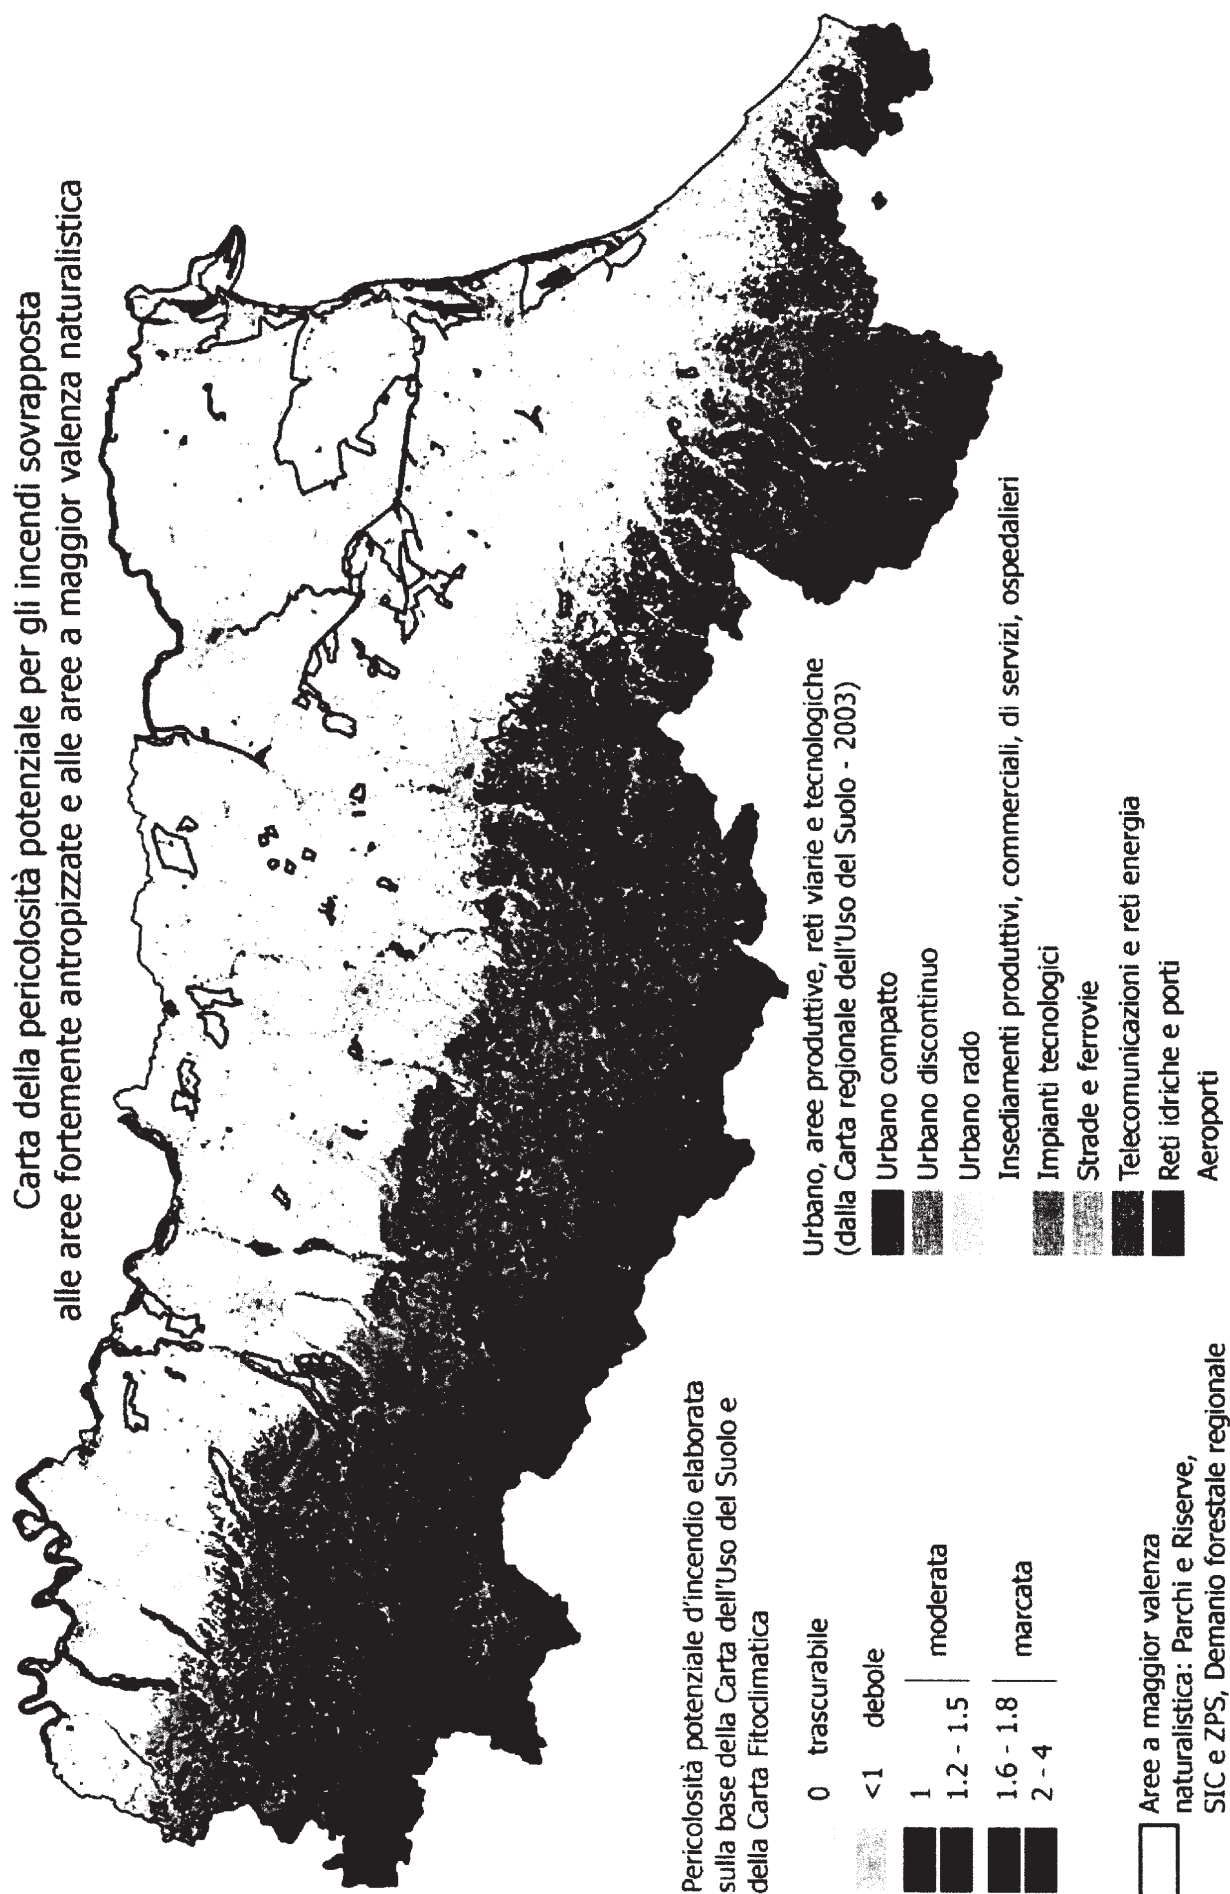 Carta della pericolosità potenziale per gli incendi sovrapposta
alle aree fortemente antropizzate e alle aree a maggior valenza naturalistica
Pericolosità potenziale d'incendio elaborata
sulla base della Carta dell'Uso del Suolo e
della Carta Fitoclimatica
0 trascurabile
<1 debole
1
1.2 - 1.5
moderata
1.6 - 1.8
2 - 4
marcata
Aree a maggior valenza
naturalistica: Parchi e Riserve,
SIC e ZPS, Demanio forestale regionale
Urbano, aree produttive, reti viarie e tecnologiche
(dalla Carta regionale dell'Uso del Suolo - 2003)
Urbano compatto
Urbano discontinuo
Urbano rado
Insediamenti produttivi, commerciali, di servizi, ospedalieri
Impianti tecnologici
Strade e ferrovie
Telecomunicazioni e reti energia
Reti idriche e porti
Aeroporti